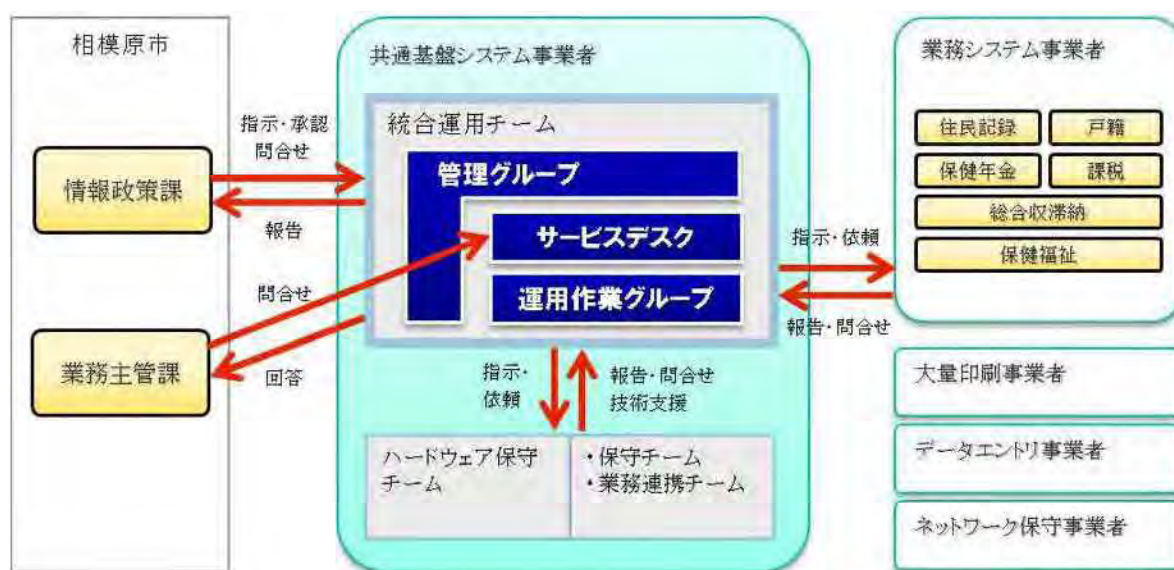 相模原市
情報政策課
業務主管課
指示・承認
問合せ
報告
問合せ
回答
共通基盤システム事業者
統合運用チーム
管理グループ
サービスデスク
運用作業グループ
指示・
依頼
報告・問合せ
技術支援
ハードウェア保守
チーム
・保守チーム
・業務連携チーム
指示・依頼
報告・問合せ
業務システム事業者
住民記録
戸籍
保健年金
課税
総合収滞納
保健福祉
大量印刷事業者
データエントリ事業者
ネットワーク保守事業者